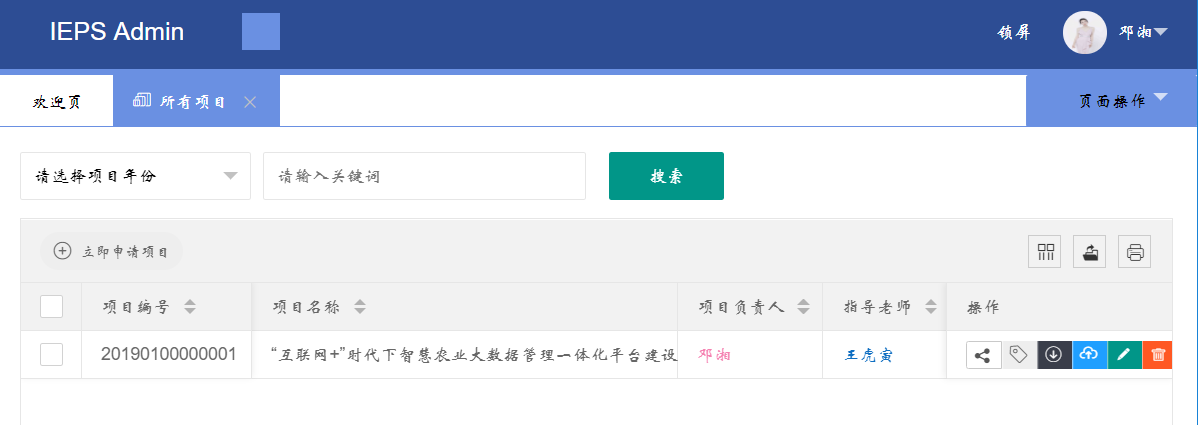 IEPS Admin
锁屏
邓湘
欢迎页
所有项目
页面操作
请选择项目年份
请输入关键词
搜索
立即申请项目
项目编号 项目名称 项目负责人 指导老师 操作
20190100000001 “互联网+”时代下智慧农业大数据管理一体化平台建设 邓湘 王虎寅